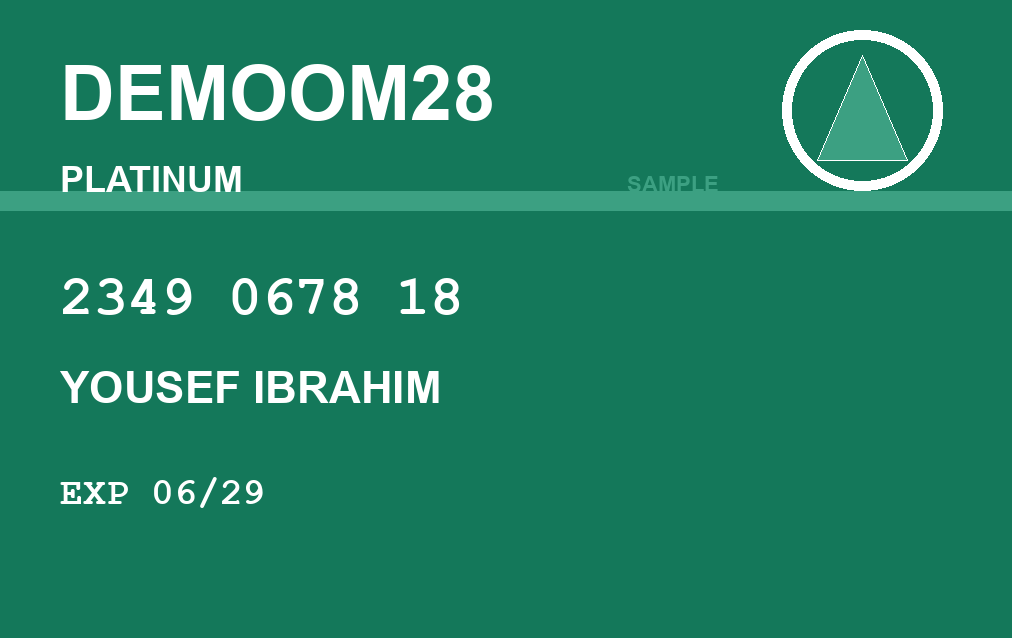 DEMOOM28
PLATINUM
SAMPLE
2349 0678 18
YOUSEF IBRAHIM
EXP 06/29